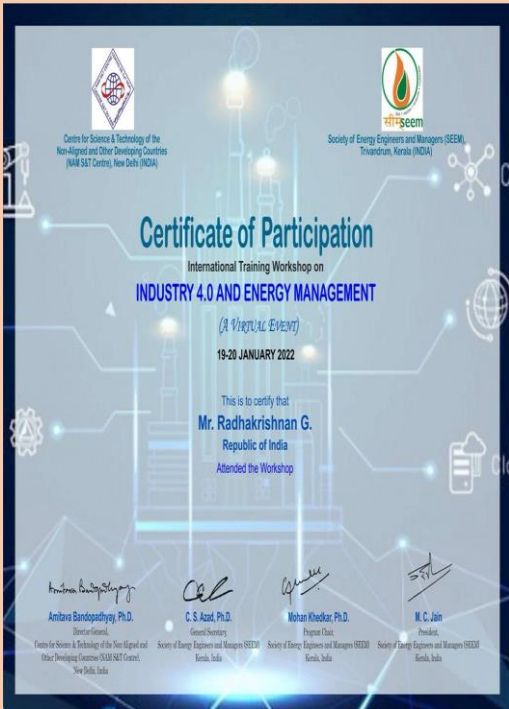 सीमseem
Centre for Science & Technology of the
Non-Aligned and Other Developing Countries
(NAM S&T Centre), New Delhi (INDIA)
Society of Energy Engineers and Managers (SEEM),
Trivandrum, Kerala (INDIA)
Certificate of Participation
International Training Workshop on
INDUSTRY 4.0 AND ENERGY MANAGEMENT
(A VIRTUAL EVENT)
19-20 JANUARY 2022
This is to certify that
Mr. Radhakrishnan G.
Republic of India
Attended the Workshop
Amitava Bandopadhyay, Ph.D.
Director General,
Centre for Science & Technology of the Non Aligned and
Other Developing Countries (NAM S&T Centre),
New Delhi, India
C. S. Azad, Ph.D.
General Secretary,
Society of Energy Engineers and Managers (SEEM)
Kerala, India
Mohan Khedkar, Ph.D.
Program Chair,
Society of Energy Engineers and Managers (SEEM)
Kerala, India
M. C. Jain
President,
Society of Energy Engineers and Managers (SEEM)
Kerala, India